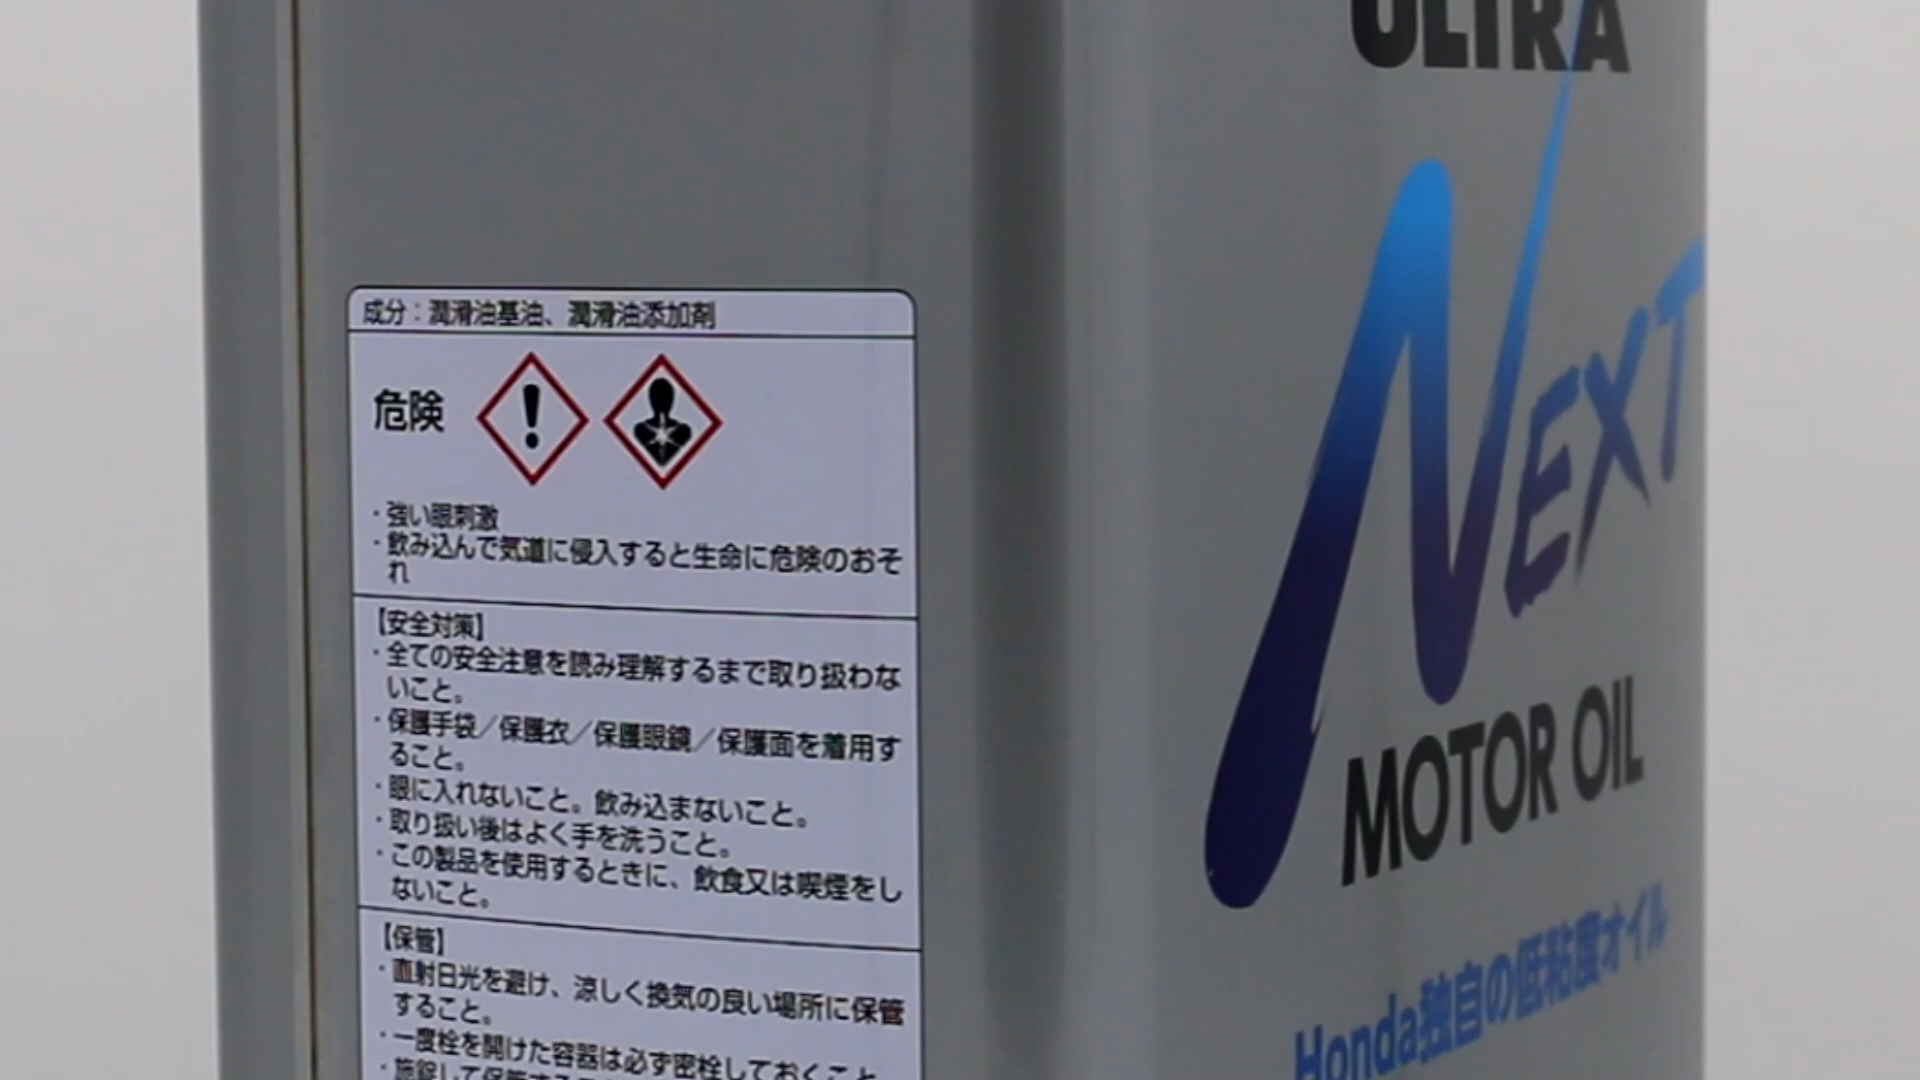 成分：潤滑油基油、潤滑油添加剤
危険
・強い眼刺激
・飲み込んで気道に侵入すると生命に危険のおそ
れ
【安全対策】
・全ての安全注意を読み理解するまで取り扱わな
いこと。
・保護手袋／保護衣／保護眼鏡／保護面を着用す
ること。
・眼に入れないこと。飲み込まないこと。
・取り扱い後はよく手を洗うこと。
・この製品を使用するときに、飲食又は喫煙をし
ないこと。
【保管】
・直射日光を避け、涼しく換気の良い場所に保管
すること。
・一度栓を開けた容器は必ず密栓しておくこと
・施錠して保管する
ULTRA
NEXT
MOTOR OIL
Honda独自の低粘度オイル